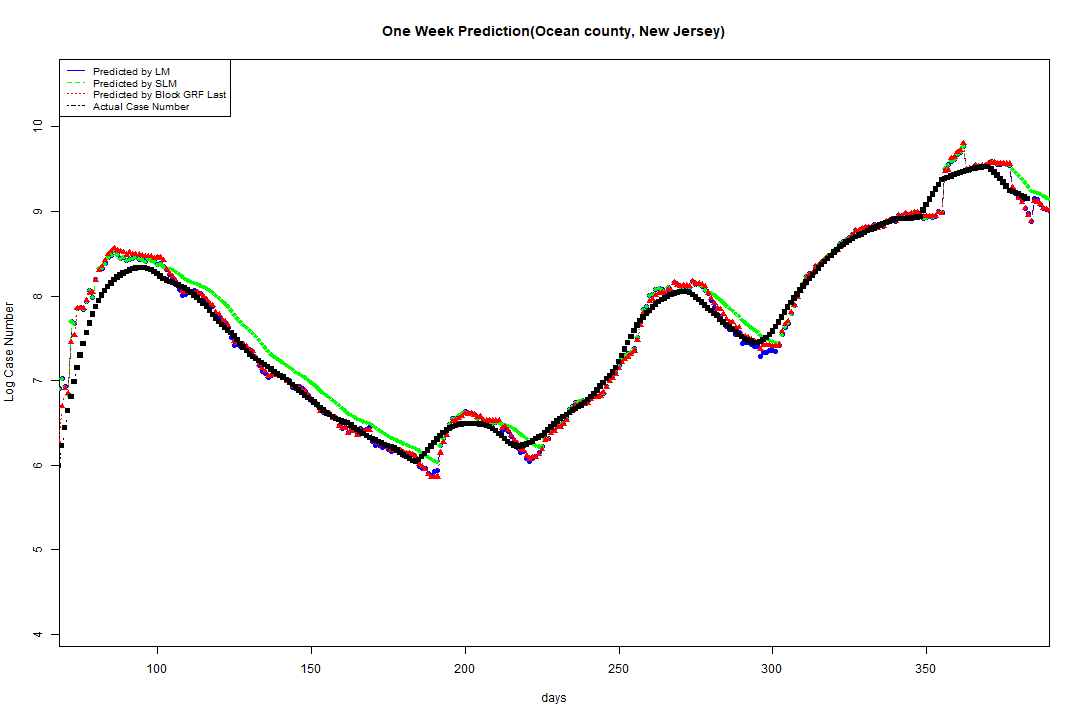 One Week Prediction(Ocean county, New Jersey)
Predicted by LM
Predicted by SLM
Predicted by Block GRF Last
Actual Case Number
Log Case Number
10
9
8
7
6
5
4
100 150 200 250 300 350
days